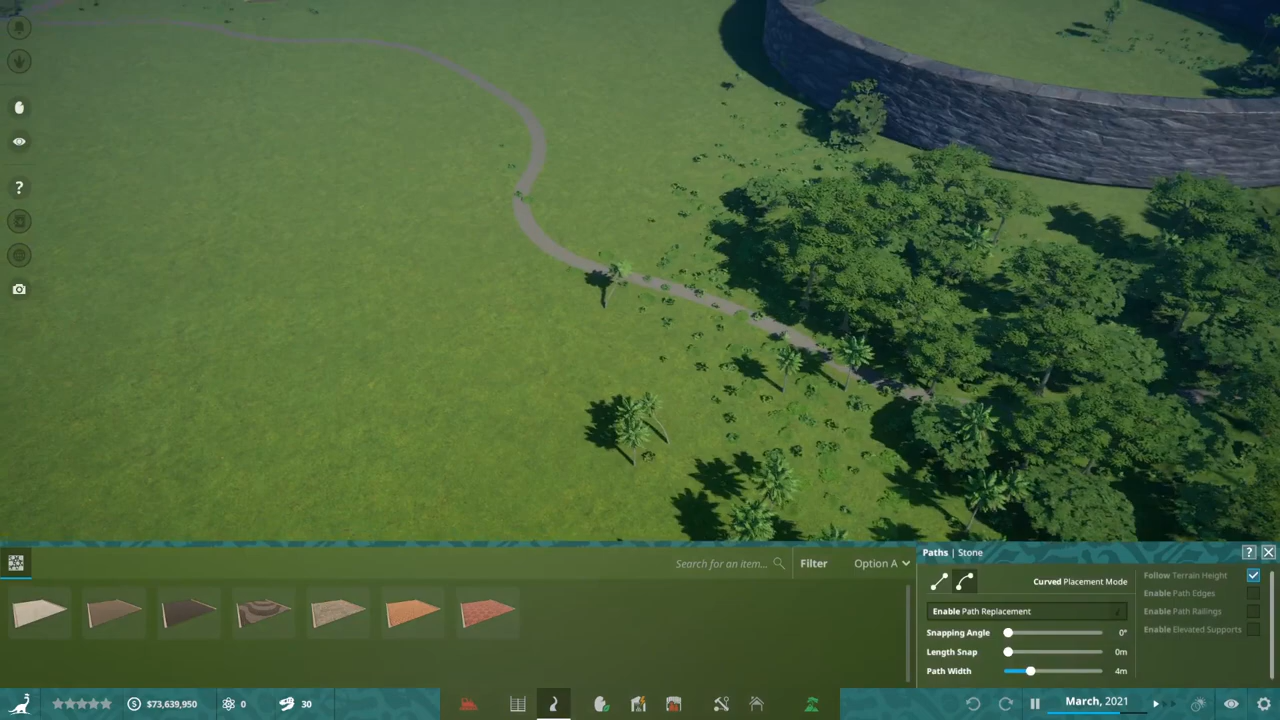 ?
Search for an item...
Filter
Option A
Paths | Stone
?
Curved Placement Mode
Follow Terrain Height
Enable Path Edges
Enable Path Replacement
Enable Path Railings
Snapping Angle
0°
Enable Elevated Supports
Length Snap
0m
Path Width
4m
$73,639,950
0
30
March, 2021